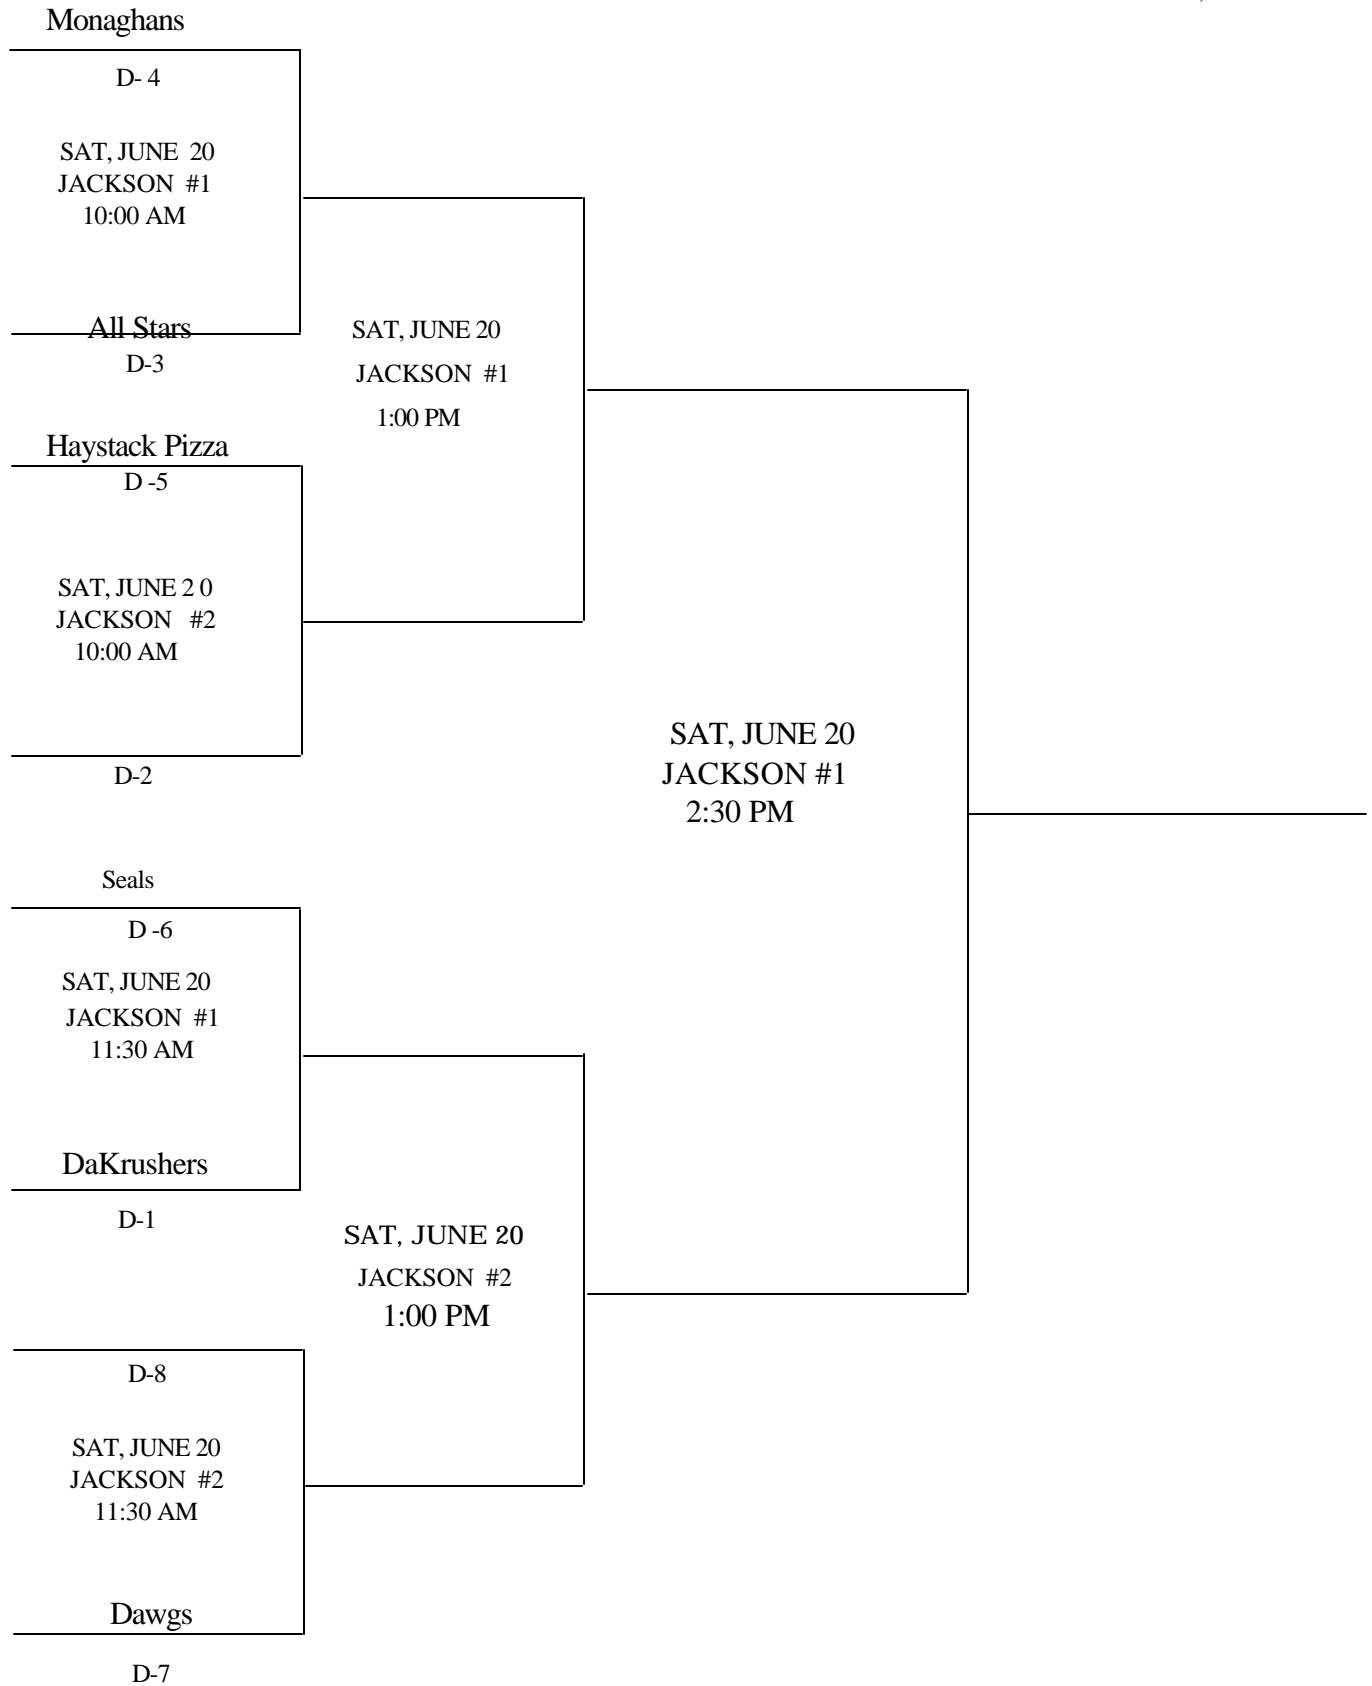 Monaghans
D- 4
SAT, JUNE 20
JACKSON #1
10:00 AM
All Stars
D-3
SAT, JUNE 20
JACKSON #1
1:00 PM
Haystack Pizza
D -5
SAT, JUNE 2 0
JACKSON #2
10:00 AM
D-2
SAT, JUNE 20
JACKSON #1
2:30 PM
Seals
D -6
SAT, JUNE 20
JACKSON #1
11:30 AM
DaKrushers
D-1
SAT, JUNE 20
JACKSON #2
1:00 PM
D-8
SAT, JUNE 20
JACKSON #2
11:30 AM
Dawgs
D-7